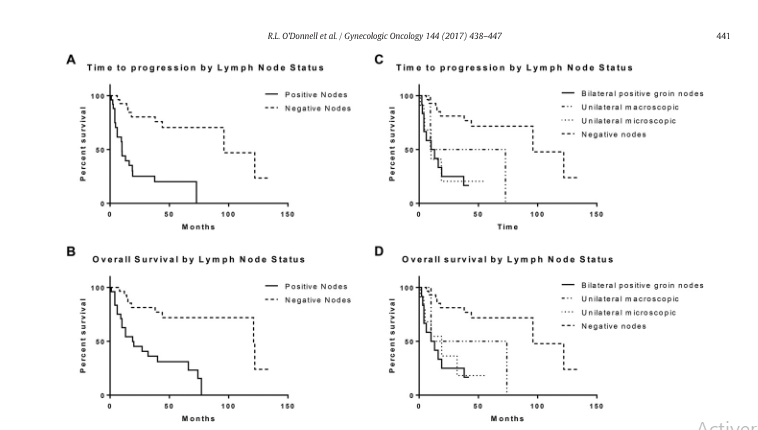 R.L. O'Donnell et al. / Gynecologic Oncology 144 (2017) 438–447
441
A
Time to progression by Lymph Node Status
Percent survival
100
50
0
0 50 100 150
Months
Positive Nodes
Negative Nodes
C
Time to progression by Lymph Node Status
Percent survival
100
50
0
0 50 100 150
Time
Bilateral positive groin nodes
Unilateral macroscopic
Unilateral microscopic
Negative nodes
B
Overall Survival by Lymph Node Status
Percent survival
100
50
0
0 50 100 150
Months
Positive Nodes
Negative Nodes
D
Overall survival by Lymph Node Status
Percent survival
100
50
0
0 50 100 150
Months
Bilateral positive groin nodes
Unilateral macroscopic
Unilateral microscopic
Negative nodes